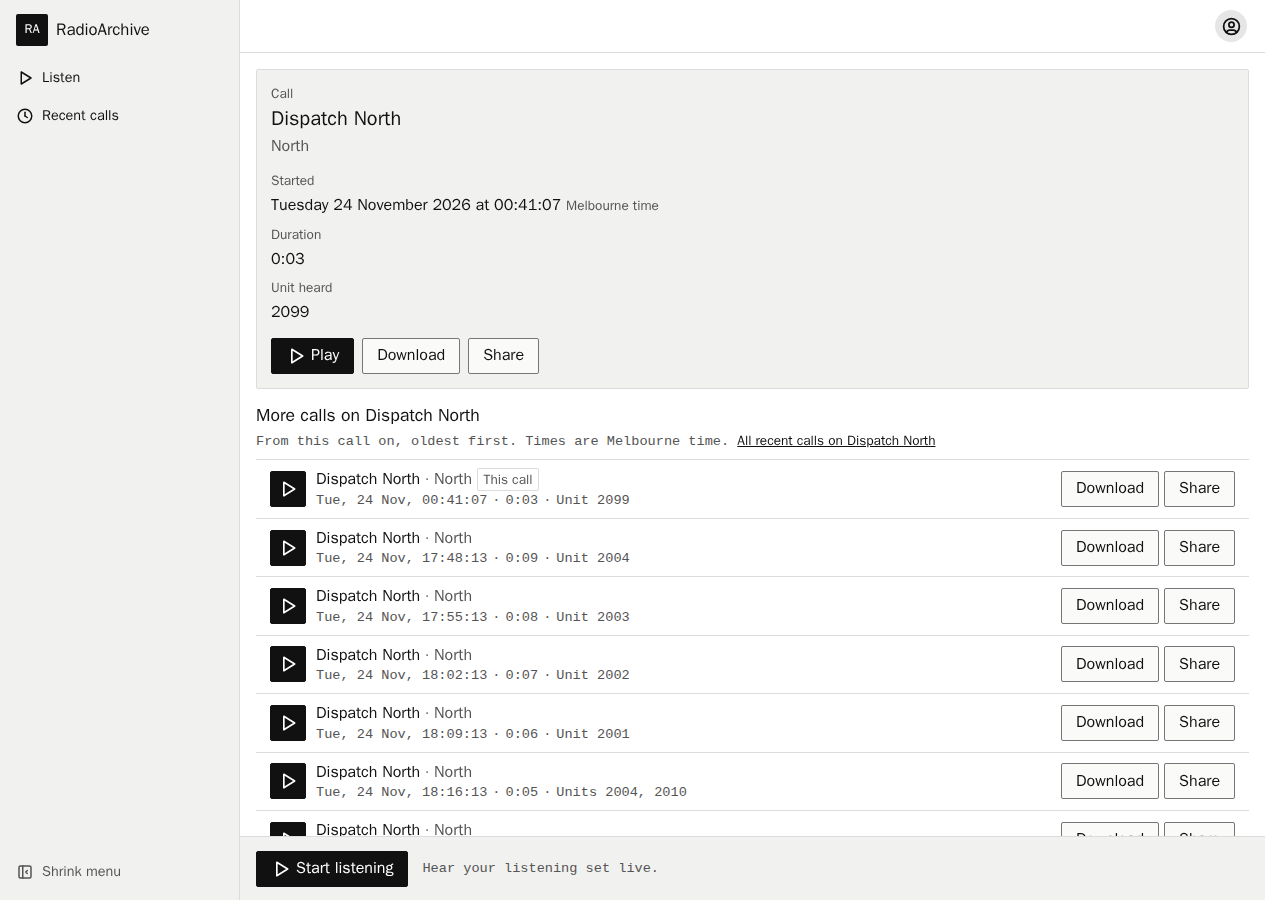 RA RadioArchive
Listen
Recent calls
Shrink menu
Call
Dispatch North
North
Started
Tuesday 24 November 2026 at 00:41:07 Melbourne time
Duration
0:03
Unit heard
2099
Play Download Share
More calls on Dispatch North
From this call on, oldest first. Times are Melbourne time. All recent calls on Dispatch North
Dispatch North · North This call
Tue, 24 Nov, 00:41:07 · 0:03 · Unit 2099
Download Share
Dispatch North · North
Tue, 24 Nov, 17:48:13 · 0:09 · Unit 2004
Download Share
Dispatch North · North
Tue, 24 Nov, 17:55:13 · 0:08 · Unit 2003
Download Share
Dispatch North · North
Tue, 24 Nov, 18:02:13 · 0:07 · Unit 2002
Download Share
Dispatch North · North
Tue, 24 Nov, 18:09:13 · 0:06 · Unit 2001
Download Share
Dispatch North · North
Tue, 24 Nov, 18:16:13 · 0:05 · Units 2004, 2010
Download Share
Dispatch North · North
Download Share
Start listening Hear your listening set live.